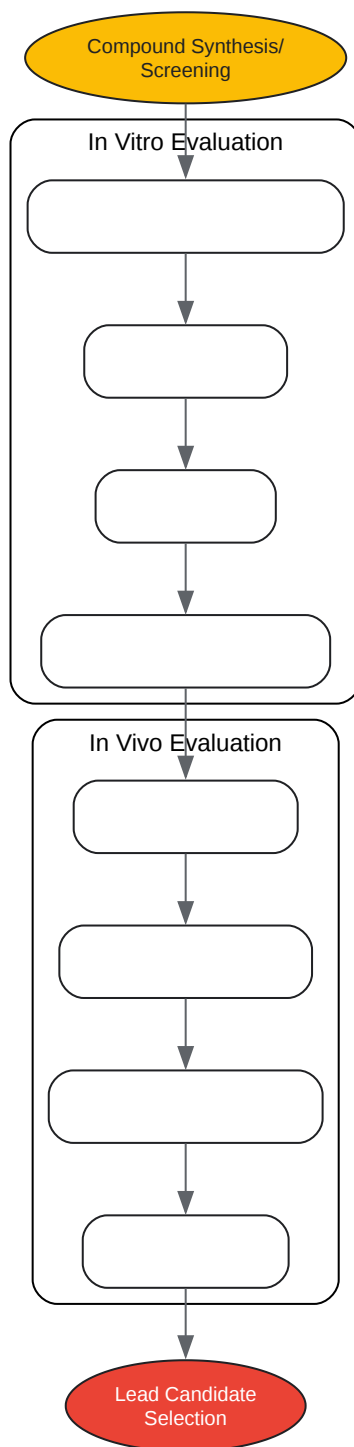 Compound Synthesis/
Screening
In Vitro Evaluation
In Vivo Evaluation
Lead Candidate
Selection